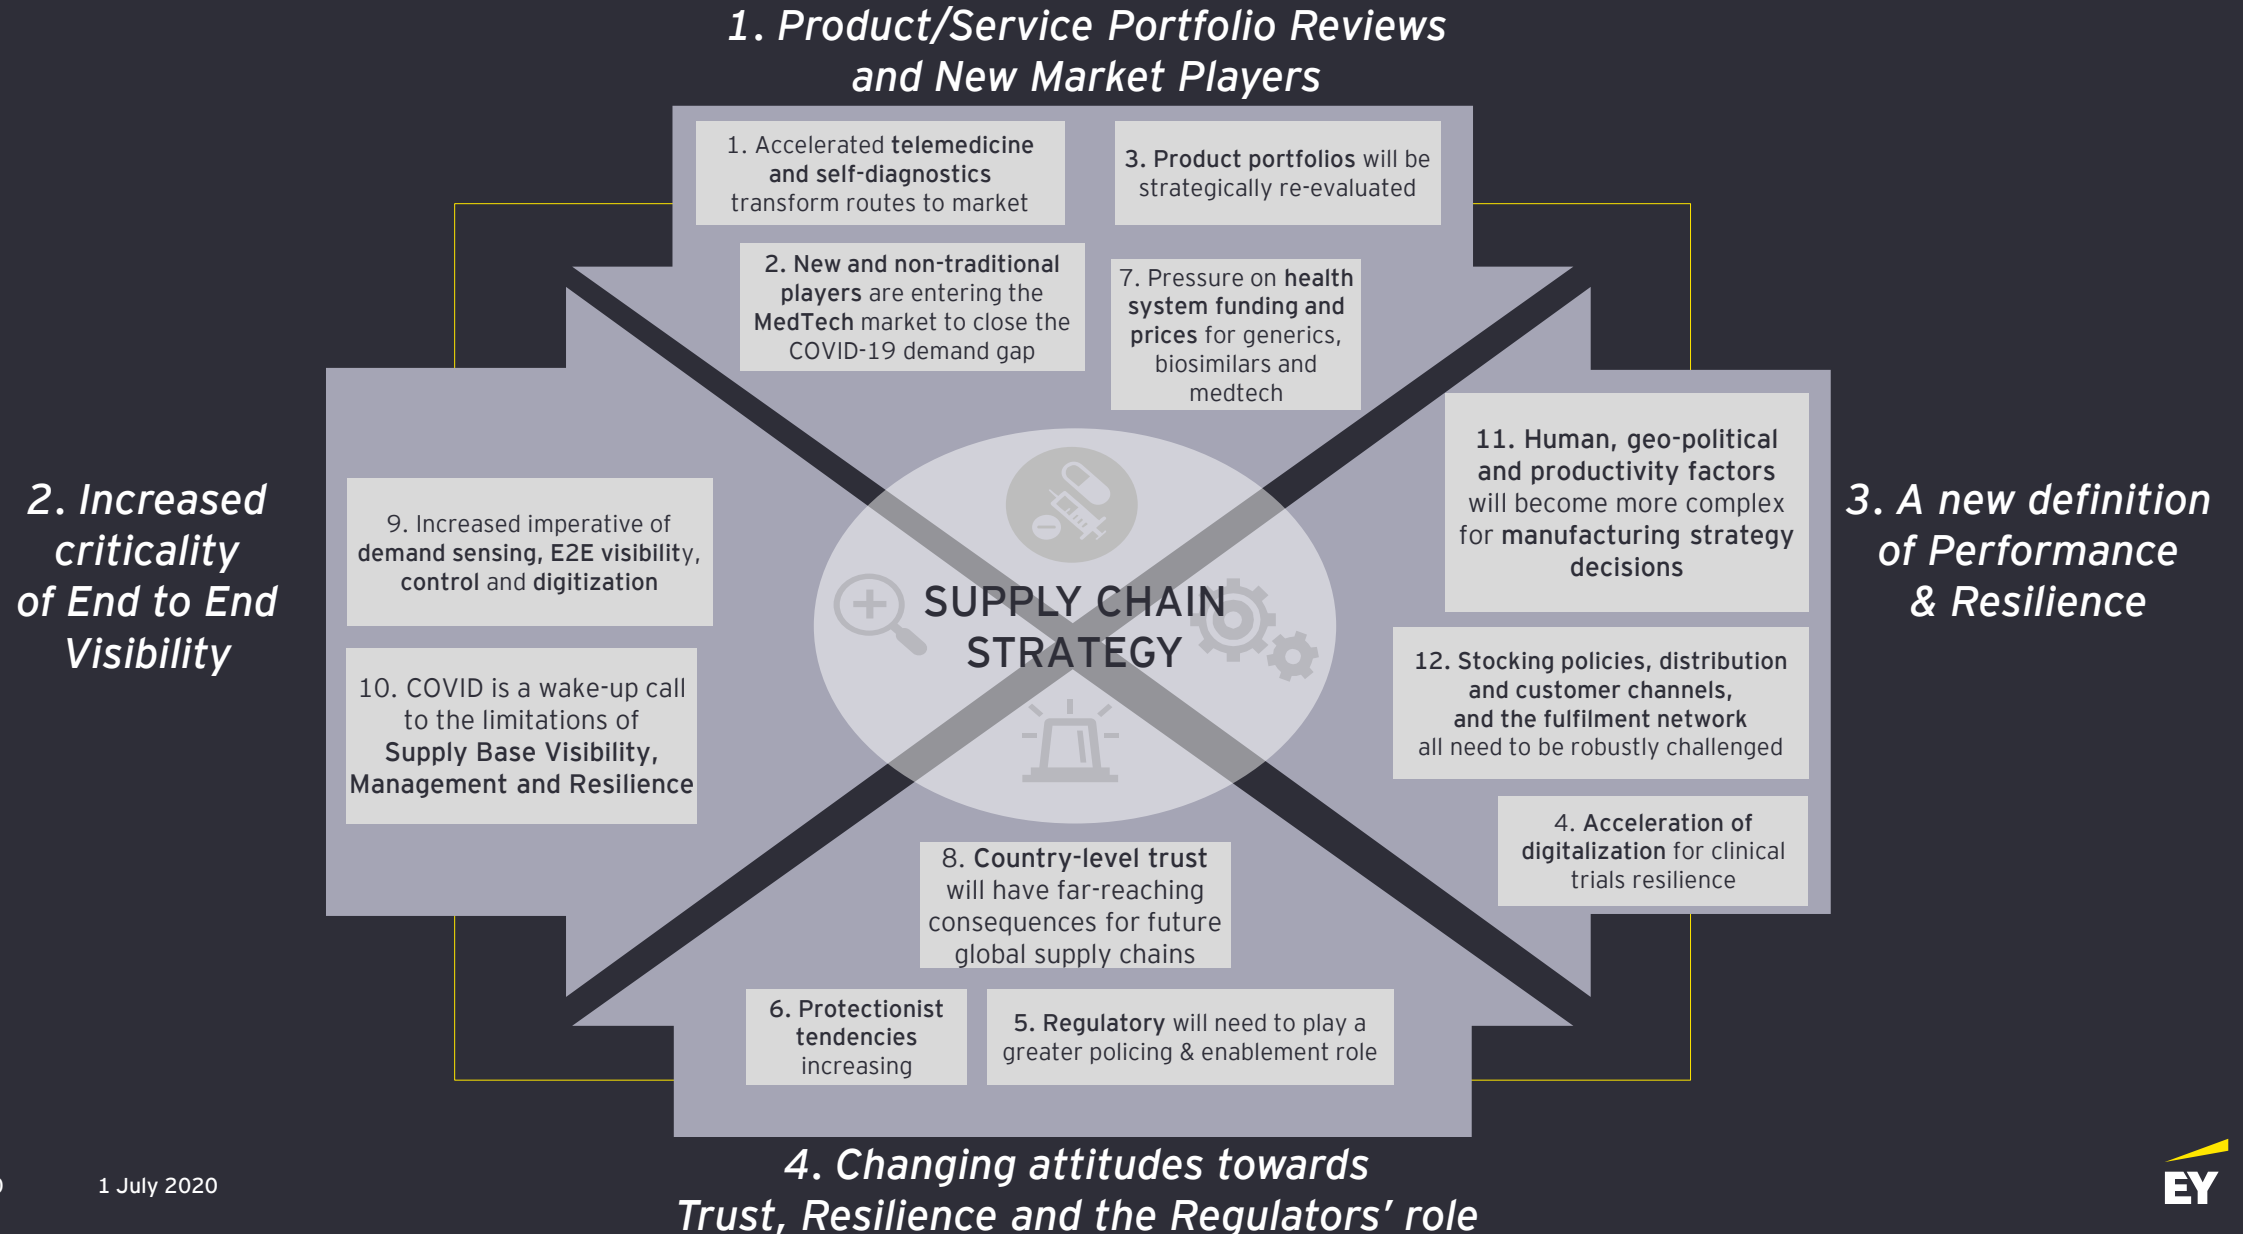 1. Product/Service Portfolio Reviews
and New Market Players
1. Accelerated telemedicine
and self-diagnostics
transform routes to market
3. Product portfolios will be
strategically re-evaluated
2. New and non-traditional
players are entering the
MedTech market to close the
COVID-19 demand gap
7. Pressure on health
system funding and
prices for generics,
biosimilars and
medtech
2. Increased
criticality
of End to End
Visibility
9. Increased imperative of
demand sensing, E2E visibility,
control and digitization
10. COVID is a wake-up call
to the limitations of
Supply Base Visibility,
Management and Resilience
SUPPLY CHAIN
STRATEGY
11. Human, geo-political
and productivity factors
will become more complex
for manufacturing strategy
decisions
12. Stocking policies, distribution
and customer channels,
and the fulfilment network
all need to be robustly challenged
4. Acceleration of
digitalization for clinical
trials resilience
3. A new definition
of Performance
& Resilience
8. Country-level trust
will have far-reaching
consequences for future
global supply chains
6. Protectionist
tendencies
increasing
5. Regulatory will need to play a
greater policing & enablement role
4. Changing attitudes towards
Trust, Resilience and the Regulators' role
1 July 2020
EY